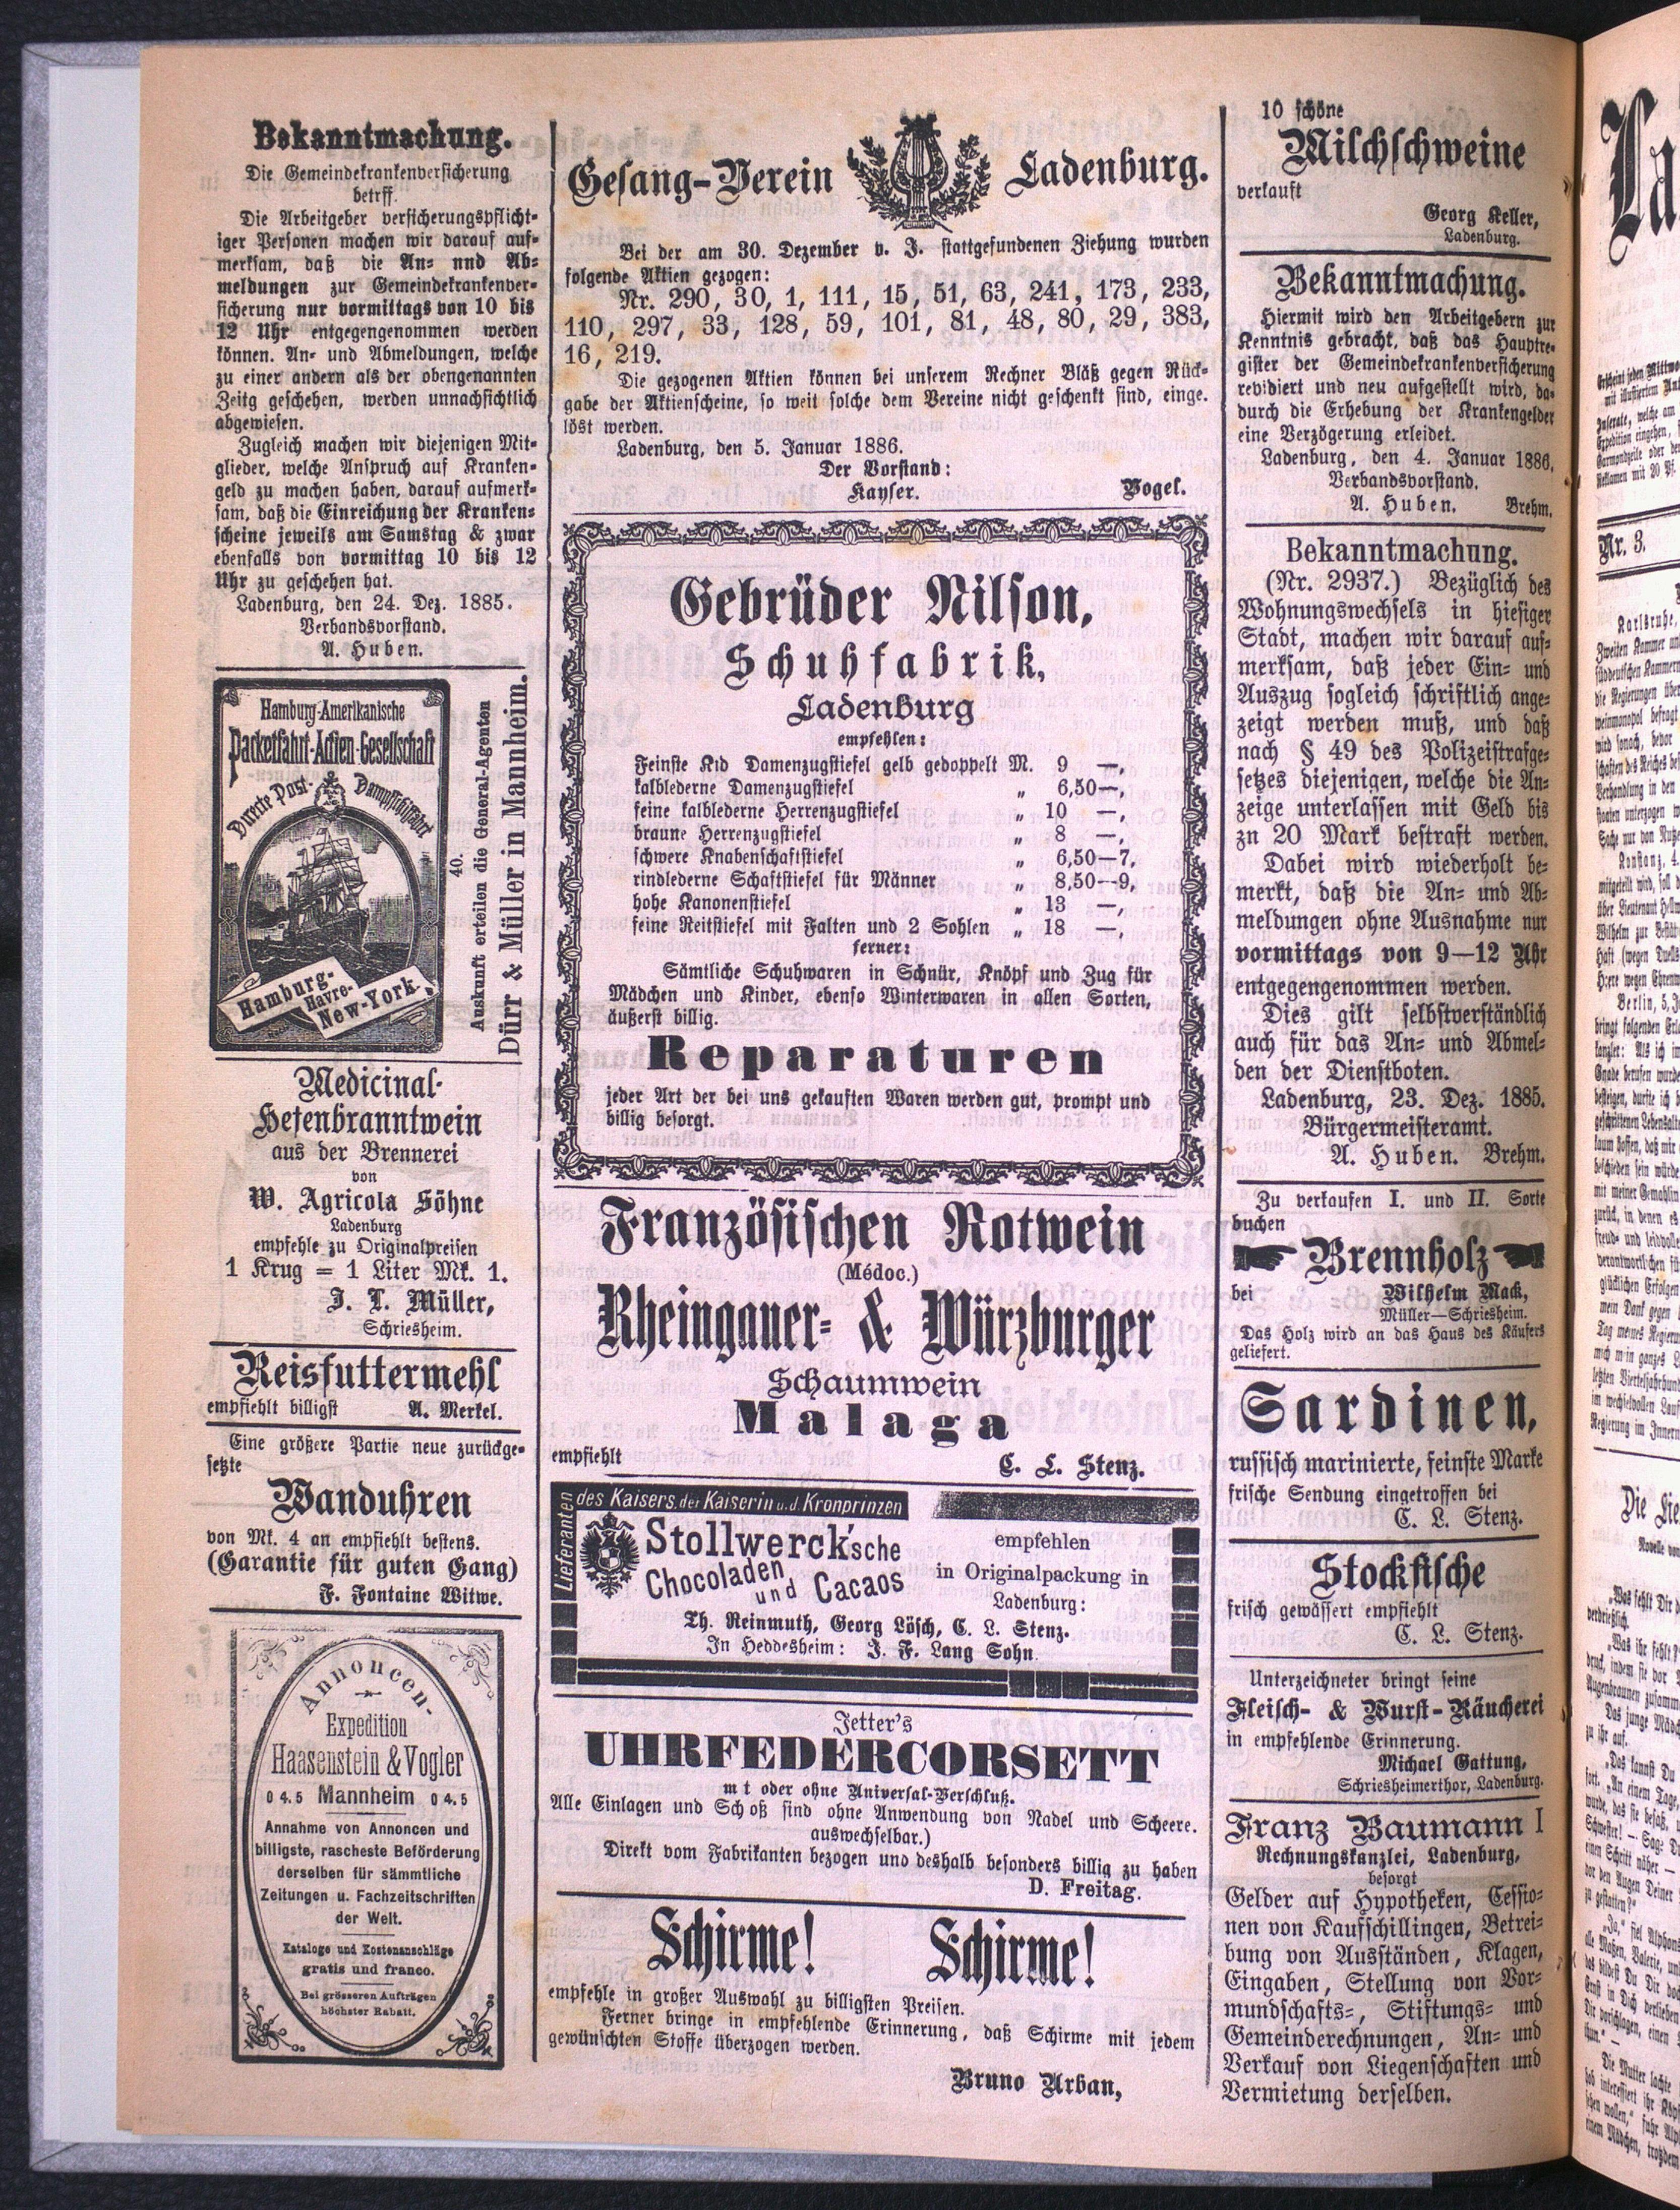 Bekanntmachung.
Die Gemeindekrankenversicherung
betrff.
Die Arbeitgeber versicherungspflicht-
iger Personen machen wir darauf auf-
merksam, daß die An- nnd Ab-
meldungen zur Gemeindekrankenver-
sicherung nur vormittags von 10 bis
12 Uhr entgegengenommen werden
können. An- und Abmeldungen, welche
zu einer andern als der obengenannten
Zeitg geschehen, werden unnachsichtlich
abgewiesen.
Zugleich machen wir diejenigen Mit-
glieder, welche Anspruch auf Kranken-
geld zu machen haben, darauf aufmerk-
sam, daß die Einreichung der Kranken-
scheine jeweils am Samstag & zwar
ebenfalls von vormittag 10 bis 12
Uhr zu geschehen hat.
Ladenburg, den 24. Dez. 1885.
Verbandsvorstand.
A. Huben.
Hamburg-Amerikanische
Packetfahrt-Actien-Gesellschaft
Directe Post- Dampfschiffahrt
Hamburg-
Havre-
New-York-
40.
Auskunft erteilen die General-Agenten
Dürr & Müller in Mannheim.
Medicinal-
Hefenbranntwein
aus der Brennerei
von
W. Agricola Söhne
Ladenburg
empfehle zu Originalpreisen
1 Krug = 1 Liter Mk. 1.
J. L. Müller,
Schriesheim.
Reisfuttermehl
empfiehlt billigst A. Merkel.
Eine größere Partie neue zurückge-
setzte
Wanduhren
von Mk. 4 an empfiehlt bestens.
(Garantie für guten Gang)
F. Fontaine Witwe.
Annoncen-
Expedition
Haasenstein & Vogler
O 4.5 Mannheim O 4.5
Annahme von Annoncen und
billigste, rascheste Beförderung
derselben für sämmtliche
Zeitungen u. Fachzeitschriften
der Welt.
Kataloge und Kostenanschläge
gratis und franco.
Bei grösseren Aufträgen
höchster Rabatt.
Gesang-Verein Ladenburg.
Bei der am 30. Dezember v. J. stattgefundenen Ziehung wurden
folgende Aktien gezogen:
Nr. 290, 30, 1, 111, 15, 51, 63, 241, 173, 233,
110, 297, 33, 128, 59, 101, 81, 48, 80, 29, 383,
16, 219.
Die gezogenen Aktien können bei unserem Rechner Bläß gegen Rück-
gabe der Aktienscheine, so weit solche dem Vereine nicht geschenkt sind, einge.
löst werden.
Ladenburg, den 5. Januar 1886.
Der Vorstand:
Kayser. Vogel.
Gebrüder Nilson,
Schuhfabrik,
Ladenburg
empfehlen:
Feinste Kid Damenzugstiefel gelb gedoppelt M. 9 —,
kalblederne Damenzugstiefel „ 6,50—,
feine kalblederne Herrenzugstiefel „ 10 —,
braune Herrenzugstiefel „ 8 —,
schwere Knabenschaftstiefel „ 6,50—7,
rindlederne Schaftstiefel für Männer „ 8,50--9,
hohe Kanonenstiefel „ 13 —,
feine Reitstiefel mit Falten und 2 Sohlen „ 18 —,
ferner:
Sämtliche Schuhwaren in Schnür, Knöpf und Zug für
Mädchen und Kinder, ebenso Winterwaren in allen Sorten,
äußerst billig.
Reparaturen
jeder Art der bei uns gekauften Waren werden gut, prompt und
billig besorgt.
Französischen Rotwein
(Médoc.)
Rheingauer- & Würzburger
Schaumwein
Malaga
empfiehlt C. L. Stenz.
Lieferanten des Kaisers, der Kaiserin u. d. Kronprinzen
Stollwerck'sche
Chocoladen
und Cacaos
empfehlen
in Originalpackung in
Ladenburg:
Th. Reinmuth, Georg Lösch, C. L. Stenz.
In Heddesheim: J. F. Lang Sohn.
Jetter's
UHRFEDERCORSETT
m t oder ohne Universal-Verschluß.
Alle Einlagen und Schoß sind ohne Anwendung von Nadel und Scheere.
auswechselbar.)
Direkt vom Fabrikanten bezogen und deshalb besonders billig zu haben
D. Freitag.
Schirme! Schirme!
empfehle in großer Auswahl zu billigsten Preisen.
Ferner bringe in empfehlende Erinnerung, daß Schirme mit jedem
gewünschten Stoffe überzogen werden.
Bruno Urban,
10 schöne
Milchschweine
verkauft
Georg Keller,
Ladenburg.
Bekanntmachung.
Hiermit wird den Arbeitgebern zur
Kenntnis gebracht, daß das Hauptre-
gister der Gemeindekrankenversicherung
revidiert und neu aufgestellt wird, da-
durch die Erhebung der Krankengelder
eine Verzögerung erleidet.
Ladenburg, den 4. Januar 1886.
Verbandsvorstand.
A. Huben. Brehm.
Bekanntmachung.
(Nr. 2937.) Bezüglich des
Wohnungswechsels in hiesiger
Stadt, machen wir darauf auf-
merksam, daß jeder Ein- und
Auszug sogleich schriftlich ange-
zeigt werden muß, und daß
nach § 49 des Polizeistrafge-
setzes diejenigen, welche die An-
zeige unterlassen mit Geld bis
zn 20 Mark bestraft werden.
Dabei wird wiederholt be-
merkt, daß die An- und Ab-
meldungen ohne Ausnahme nur
vormittags von 9—12 Uhr
entgegengenommen werden.
Dies gilt selbstverständlich
auch für das An- und Abmel-
den der Dienstboten.
Ladenburg, 23. Dez. 1885.
Bürgermeisteramt.
A. Huben. Brehm.
Zu verkaufen I. und II. Sorte
buchen
Brennholz
bei Wilhelm Mack,
Müller—Schriesheim.
Das Holz wird an das Haus des Käufers
geliefert.
Sardinen,
russisch marinierte, feinste Marke
frische Sendung eingetroffen bei
C. L. Stenz.
Stockfische
frisch gewässert empfiehlt
C. L. Stenz.
Unterzeichneter bringt seine
Fleisch- & Wurst-Räucherei
in empfehlende Erinnerung.
Michael Gattung,
Schriesheimerthor, Ladenburg.
Franz Baumann I
Rechnungskanzlei, Ladenburg,
besorgt
Gelder auf Hypotheken, Cessio-
nen von Kaufschillingen, Betrei-
bung von Ausständen, Klagen,
Eingaben, Stellung von Vor-
mundschafts-, Stiftungs- und
Gemeinderechnungen, An- und
Verkauf von Liegenschaften und
Vermietung derselben.
Nr. 3.